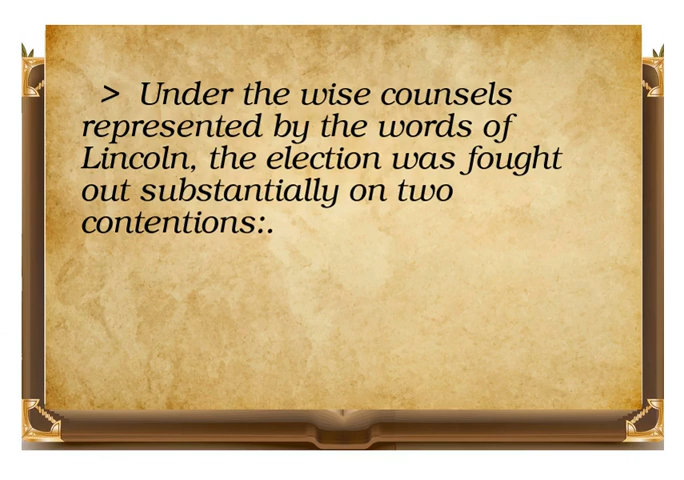 > Under the wise counsels
represented by the words of
Lincoln, the election was fought
out substantially on two
contentions:.